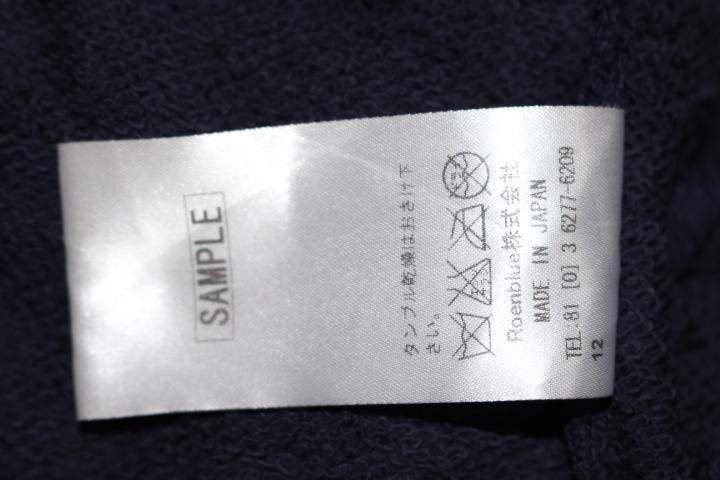 SAMPLE
タンブル乾燥はおさけ下
さい。
Roenblue株式会社
MADE IN JAPAN
TEL:81 [0] 3 6277-6209
12